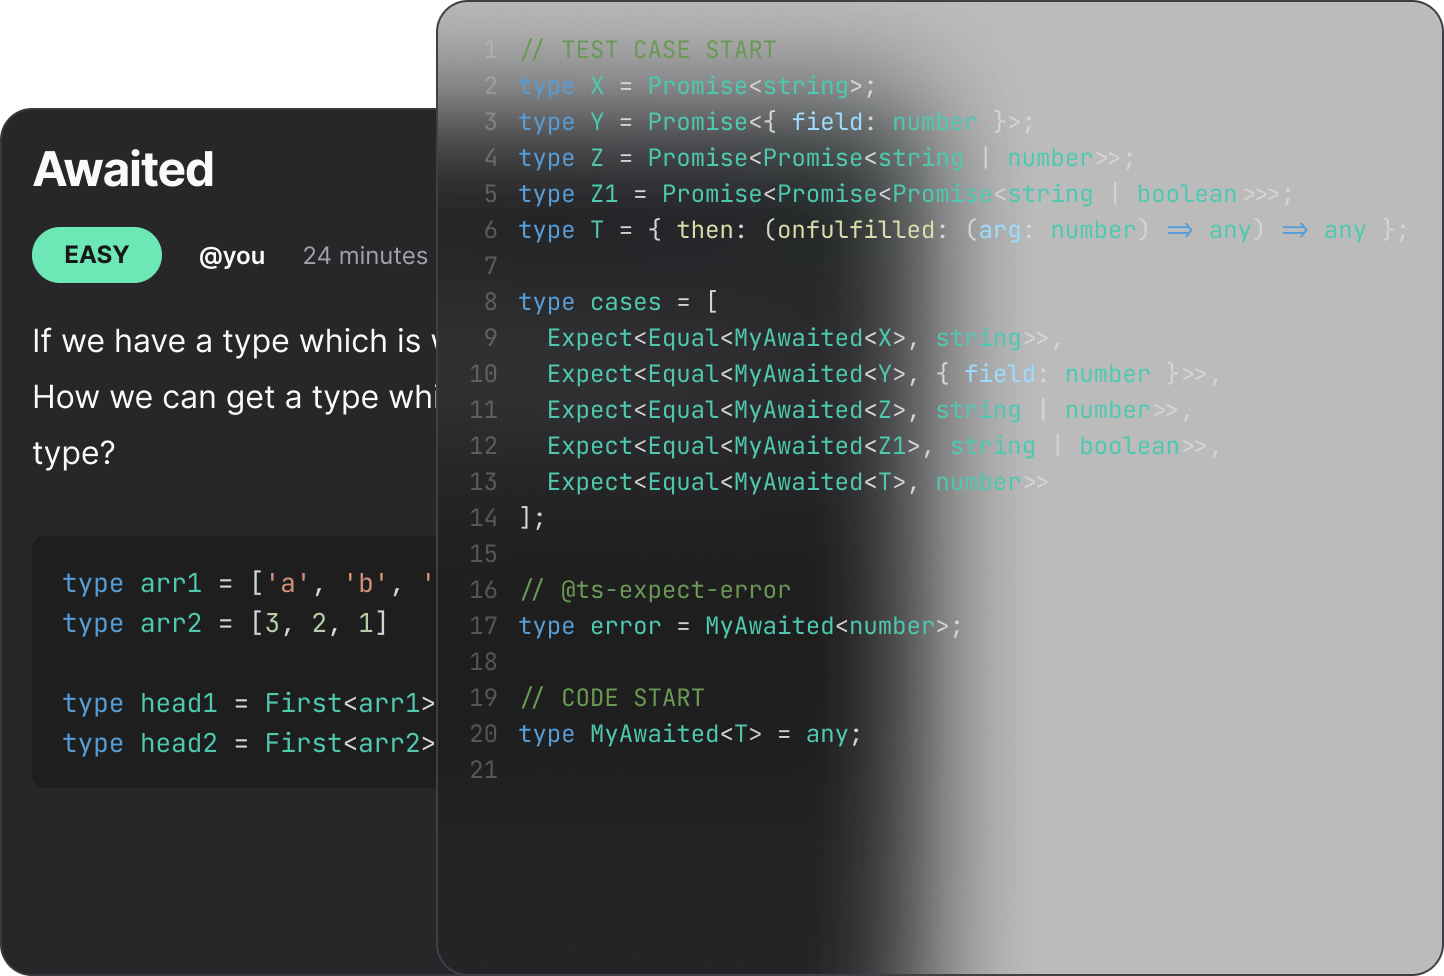 Awaited
EASY @you 24 minutes
If we have a type which is
How we can get a type
type?
type arr1 = ['a', 'b', '
type arr2 = [3, 2, 1]
type head1 = First<arr1>
type head2 = First<arr2>
1 // TEST CASE START
2 type X = Promise<string>;
3 type Y = Promise<{ field: number }>;
4 type Z = Promise<Promise<string | number>>;
5 type Z1 = Promise<Promise<Promise<string | boolean>>>;
6 type T = { then: (onfulfilled: (arg: number) => any) => any };
7
8 type cases = [
9 Expect<Equal<MyAwaited<X>, string>>,
10 Expect<Equal<MyAwaited<Y>, { field: number }>>,
11 Expect<Equal<MyAwaited<Z>, string | number>>,
12 Expect<Equal<MyAwaited<Z1>, string | boolean>>,
13 Expect<Equal<MyAwaited<T>, number>>
14 ];
15
16 // @ts-expect-error
17 type error = MyAwaited<number>;
18
19 // CODE START
20 type MyAwaited<T> = any;
21